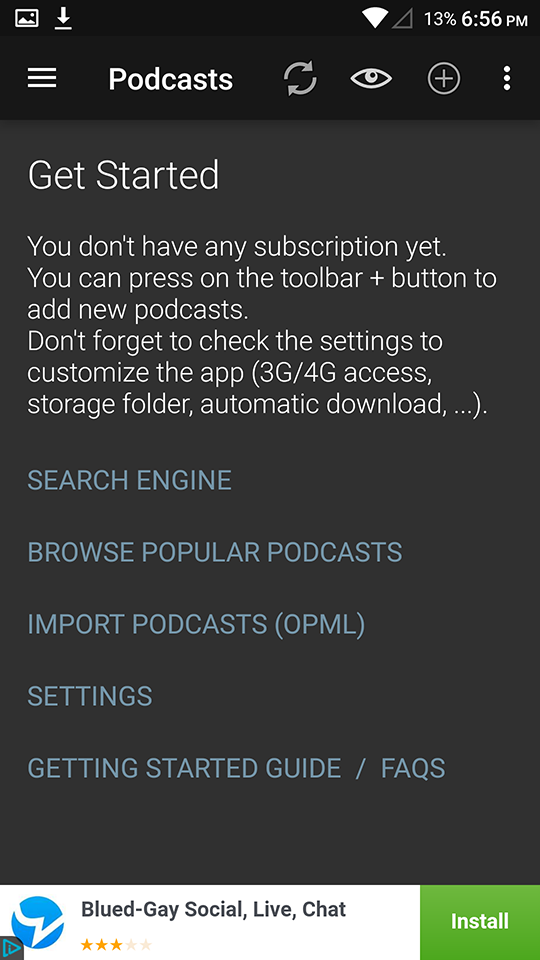 13% 6:56 PM
Podcasts
Get Started
You don't have any subscription yet.
You can press on the toolbar + button to
add new podcasts.
Don't forget to check the settings to
customize the app (3G/4G access,
storage folder, automatic download, ...).
SEARCH ENGINE
BROWSE POPULAR PODCASTS
IMPORT PODCASTS (OPML)
SETTINGS
GETTING STARTED GUIDE / FAQS
Blued-Gay Social, Live, Chat
Install